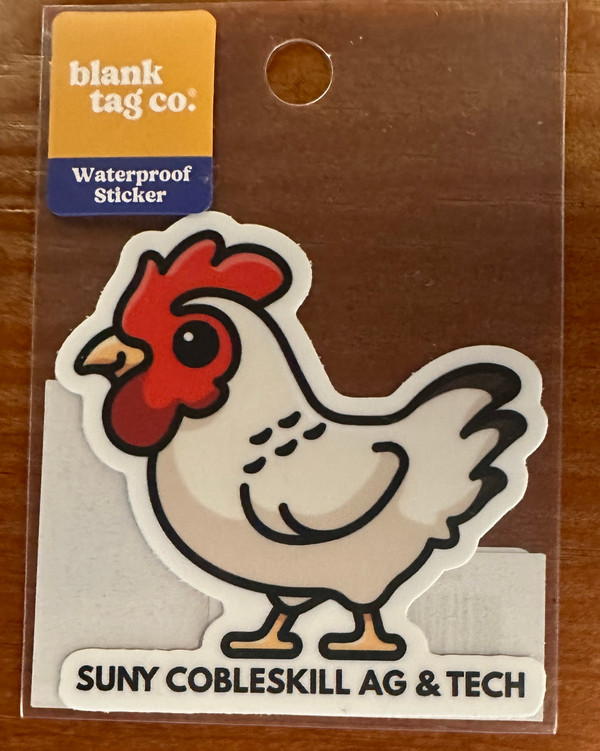 blank
tag co.®
Waterproof
Sticker
SUNY COBLESKILL AG & TECH